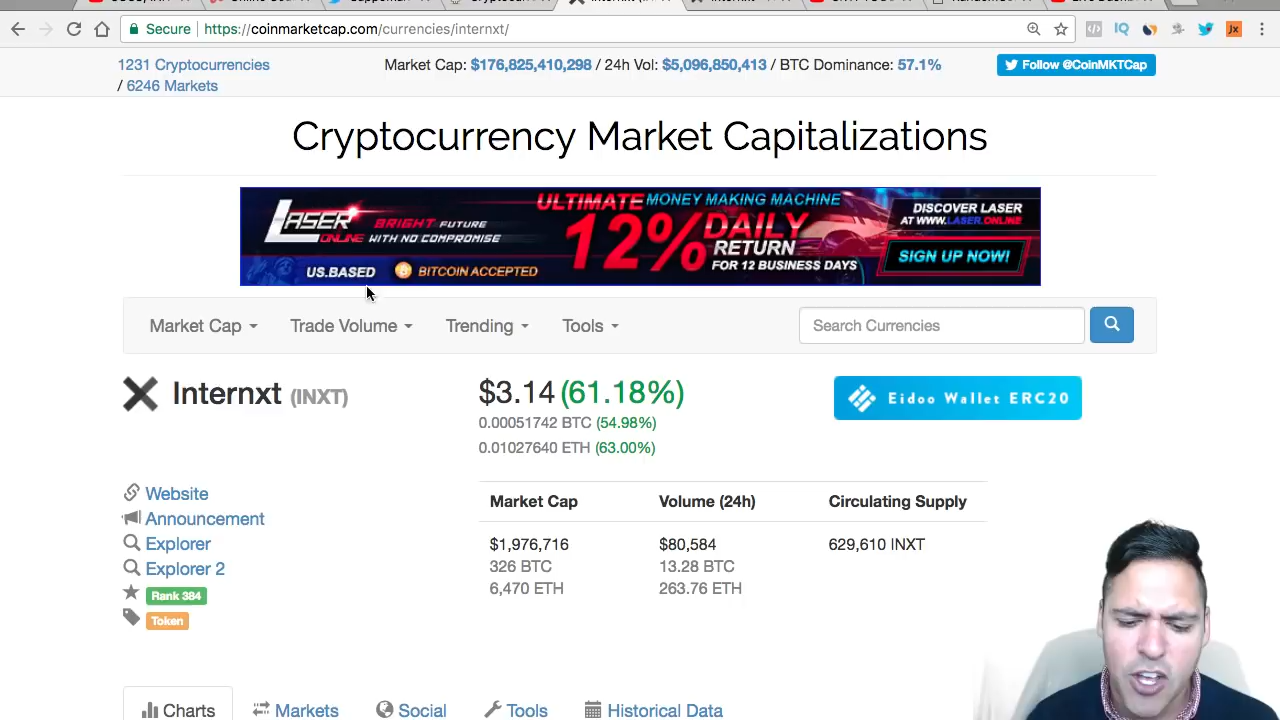 Secure https://coinmarketcap.com/currencies/internxt/
1231 Cryptocurrencies
/ 6246 Markets
Market Cap: $176,825,410,298 / 24h Vol: $5,096,850,413 / BTC Dominance: 57.1%
Follow @CoinMKTCap
Cryptocurrency Market Capitalizations
LASER
ONLINE
BRIGHT FUTURE
WITH NO COMPROMISE
US.BASED
BITCOIN ACCEPTED
ULTIMATE MONEY MAKING MACHINE
12% DAILY
RETURN
FOR 12 BUSINESS DAYS
DISCOVER LASER
AT WWW.LASER.ONLINE
SIGN UP NOW!
Market Cap Trade Volume Trending Tools Search Currencies
Internxt (INXT)
$3.14 (61.18%)
0.00051742 BTC (54.98%)
0.01027640 ETH (63.00%)
Eidoo Wallet ERC20
Website
Announcement
Explorer
Explorer 2
Rank 384
Token
Market Cap Volume (24h) Circulating Supply
$1,976,716 $80,584 629,610 INXT
326 BTC 13.28 BTC
6,470 ETH 263.76 ETH
Charts Markets Social Tools Historical Data